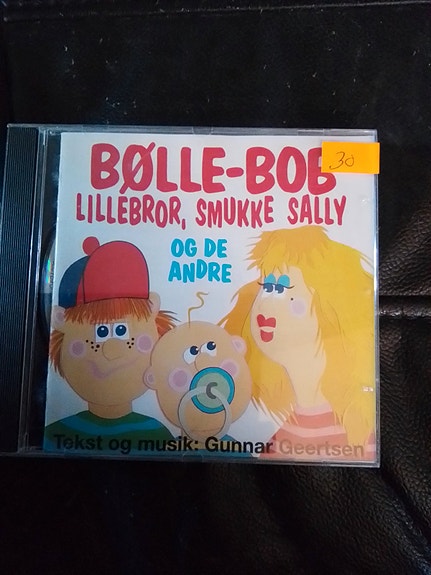 BØLLE-BOB
30
LILLEBROR, SMUKKE SALLY
OG DE
ANDRE
Tekst og musik: Gunnar Geertsen